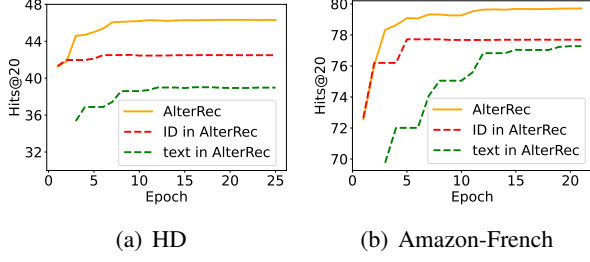 48
44
40
36
32
Hits@20
AlterRec
ID in AlterRec
text in AlterRec
0 5 10 15 20 25
Epoch
(a) HD
80
78
76
74
72
70
Hits@20
AlterRec
ID in AlterRec
text in AlterRec
0 5 10 15 20
Epoch
(b) Amazon-French